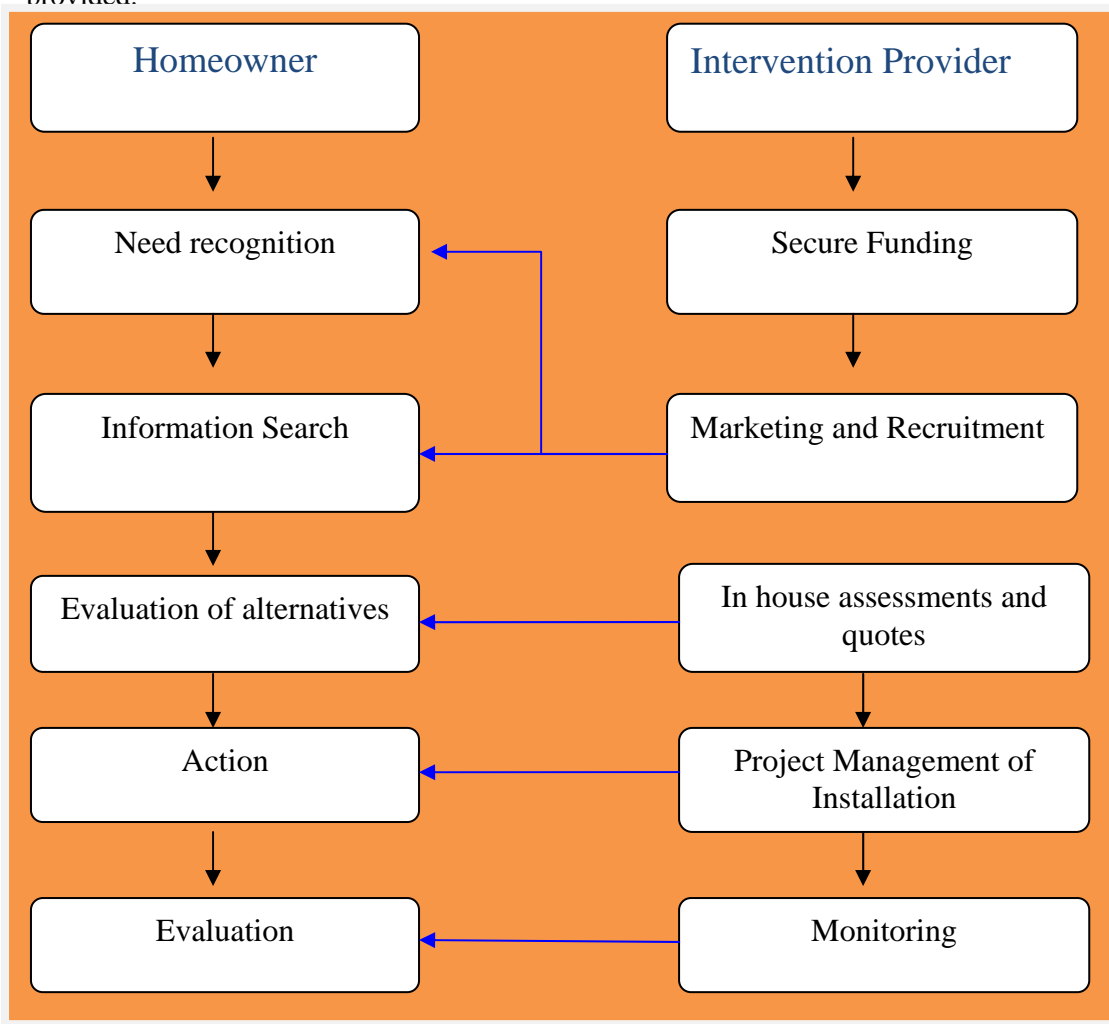 provided.
Homeowner
Intervention Provider
Need recognition
Secure Funding
Information Search
Marketing and Recruitment
Evaluation of alternatives
In house assessments and
quotes
Action
Project Management of
Installation
Evaluation
Monitoring